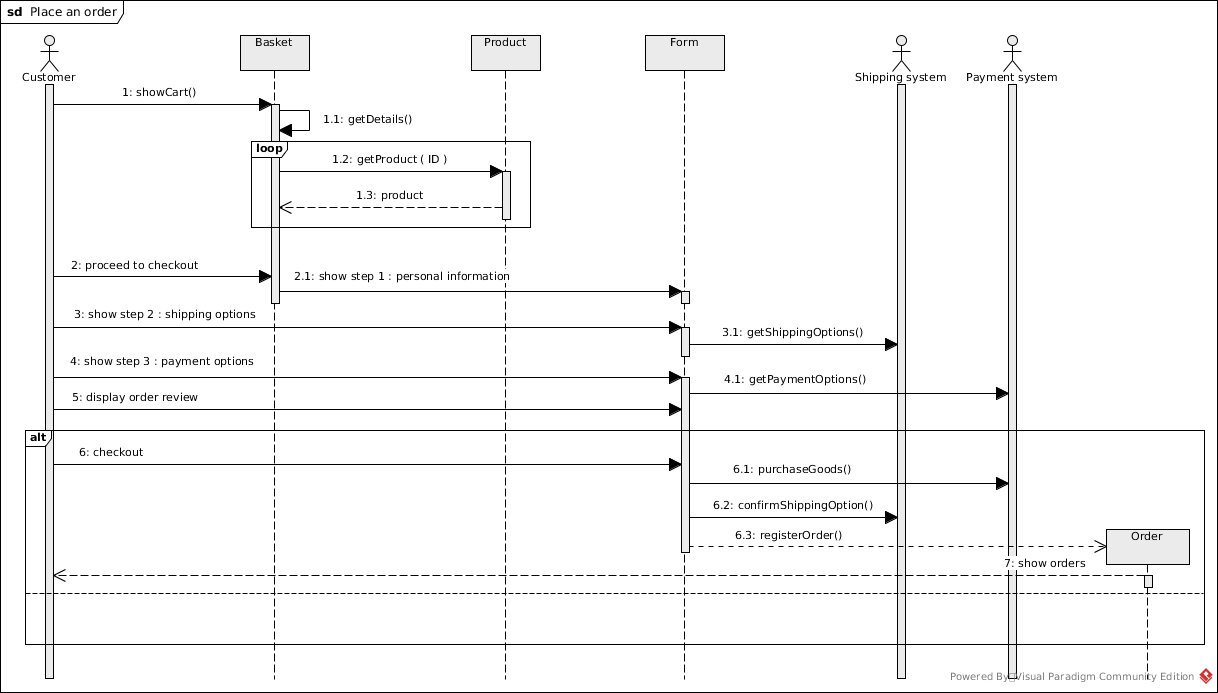 sd Place an order
Customer
Basket
Product
Form
Shipping system
Payment system
1: showCart()
1.1: getDetails()
loop
1.2: getProduct ( ID )
1.3: product
2: proceed to checkout
2.1: show step 1 : personal information
3: show step 2 : shipping options
3.1: getShippingOptions()
4: show step 3 : payment options
4.1: getPaymentOptions()
5: display order review
alt
6: checkout
6.1: purchaseGoods()
6.2: confirmShippingOption()
6.3: registerOrder()
Order
7: show orders
Powered By Visual Paradigm Community Edition